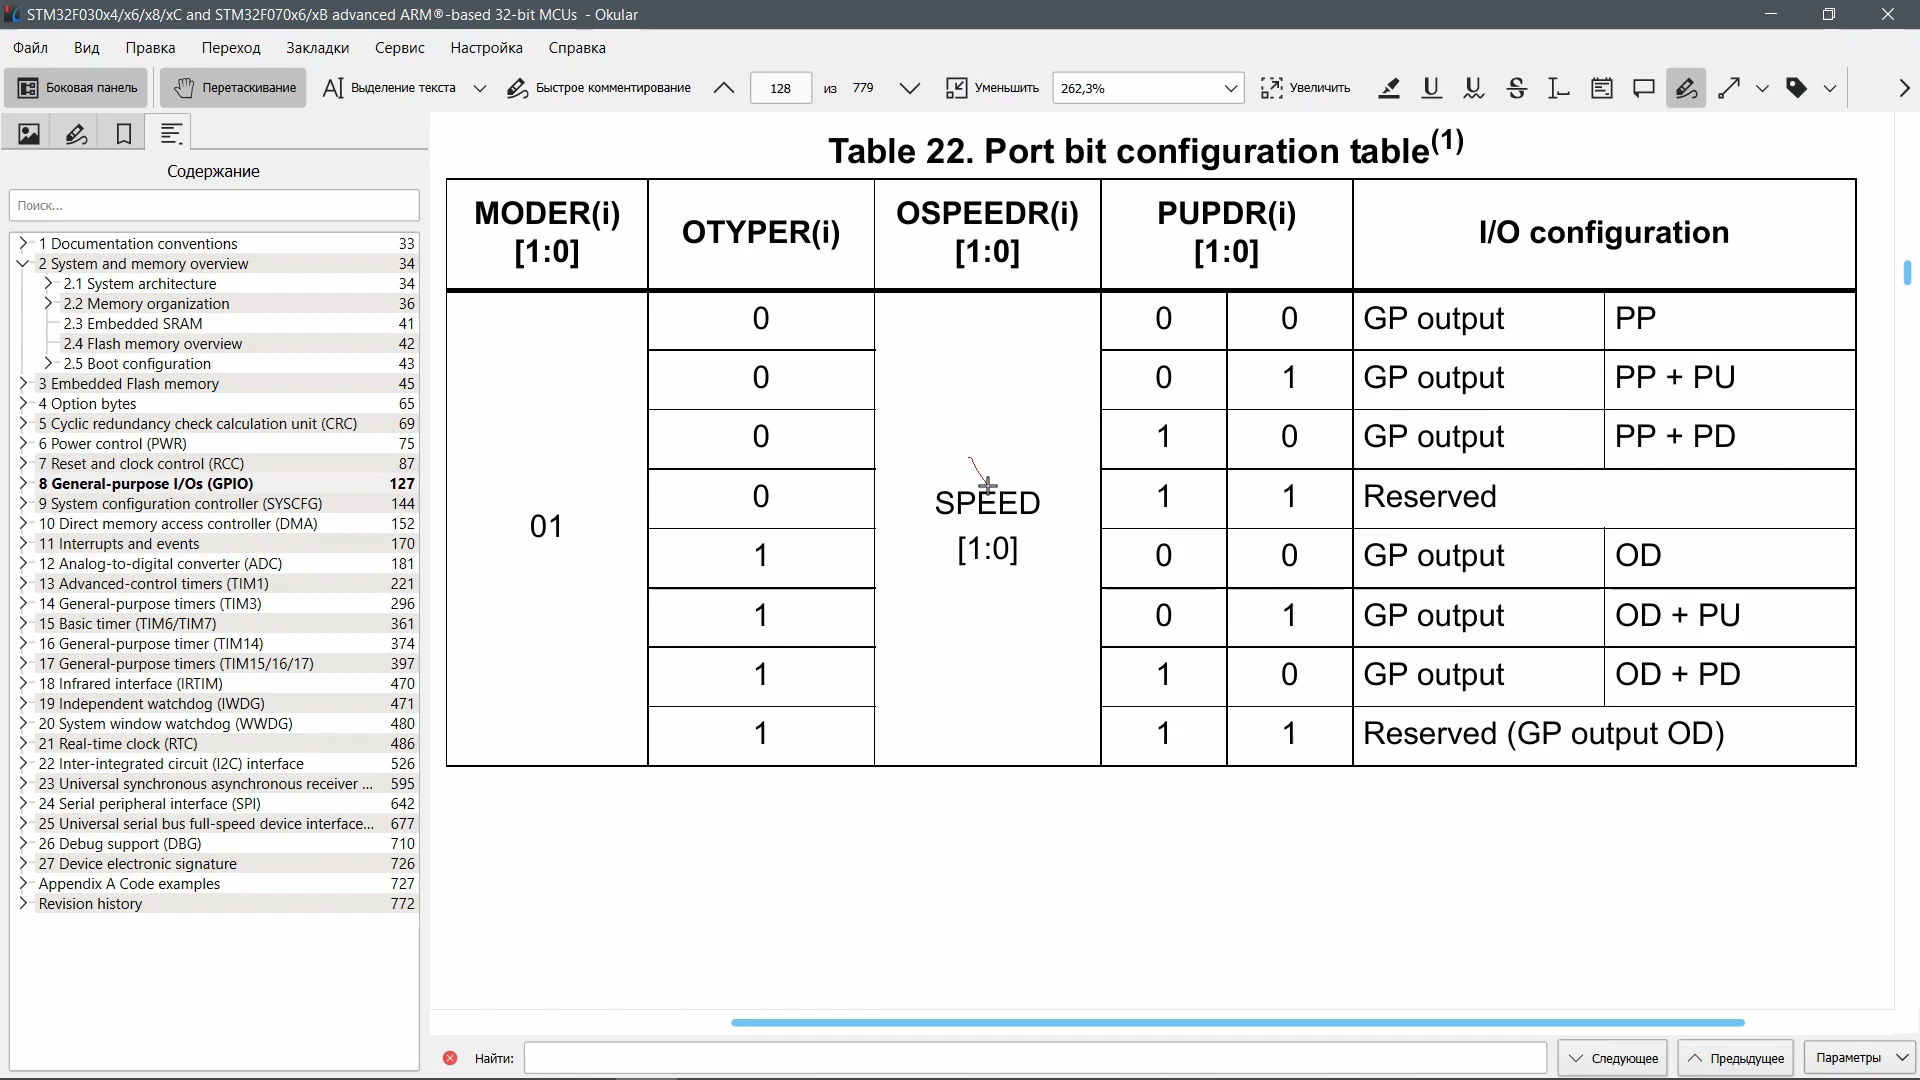 STM32F030x4/x6/x8/xC and STM32F070x6/xB advanced ARM®-based 32-bit MCUs - Okular
Файл Вид Правка Переход Закладки Сервис Настройка Справка
Боковая панель Перетаскивание Выделение текста Быстрое комментирование 128 из 779 Уменьшить 262,3% Увеличить
Содержание
Поиск...
1 Documentation conventions 33
2 System and memory overview 34
2.1 System architecture 34
2.2 Memory organization 36
2.3 Embedded SRAM 41
2.4 Flash memory overview 42
2.5 Boot configuration 43
3 Embedded Flash memory 45
4 Option bytes 65
5 Cyclic redundancy check calculation unit (CRC) 69
6 Power control (PWR) 75
7 Reset and clock control (RCC) 87
8 General-purpose I/Os (GPIO) 127
9 System configuration controller (SYSCFG) 144
10 Direct memory access controller (DMA) 152
11 Interrupts and events 170
12 Analog-to-digital converter (ADC) 181
13 Advanced-control timers (TIM1) 221
14 General-purpose timers (TIM3) 296
15 Basic timer (TIM6/TIM7) 361
16 General-purpose timer (TIM14) 374
17 General-purpose timers (TIM15/16/17) 397
18 Infrared interface (IRTIM) 470
19 Independent watchdog (IWDG) 471
20 System window watchdog (WWDG) 480
21 Real-time clock (RTC) 486
22 Inter-integrated circuit (I2C) interface 526
23 Universal synchronous asynchronous receiver ... 595
24 Serial peripheral interface (SPI) 642
25 Universal serial bus full-speed device interface... 677
26 Debug support (DBG) 710
27 Device electronic signature 726
Appendix A Code examples 727
Revision history 772
Table 22. Port bit configuration table(1)
MODER(i) [1:0] OTYPER(i) OSPEEDR(i) [1:0] PUPDR(i) [1:0] I/O configuration
01
SPEED
[1:0]
0 0 0 GP output PP
0 0 1 GP output PP + PU
0 1 0 GP output PP + PD
0 1 1 Reserved
1 0 0 GP output OD
1 0 1 GP output OD + PU
1 1 0 GP output OD + PD
1 1 1 Reserved (GP output OD)
Найти: Следующее Предыдущее Параметры